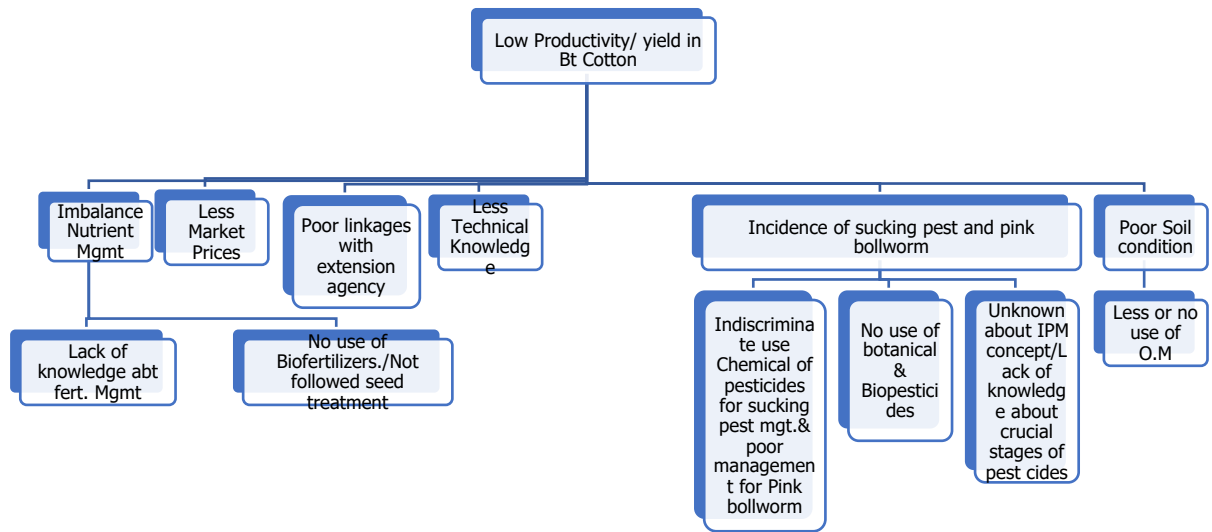 Low Productivity/ yield in
Bt Cotton
Imbalance
Nutrient
Mgmt
Less
Market
Prices
Poor linkages
with
extension
agency
Less
Technical
Knowledg
e
Incidence of sucking pest and pink
bollworm
Poor Soil
condition
Lack of
knowledge abt
fert. Mgmt
No use of
Biofertilizers./Not
followed seed
treatment
Indiscrimina
te use
Chemical of
pesticides
for sucking
pest mgt.&
poor
managemen
t for Pink
bollworm
No use of
botanical
&
Biopestici
des
Unknown
about IPM
concept/L
ack of
knowledg
e about
crucial
stages of
pest cides
Less or no
use of
O.M